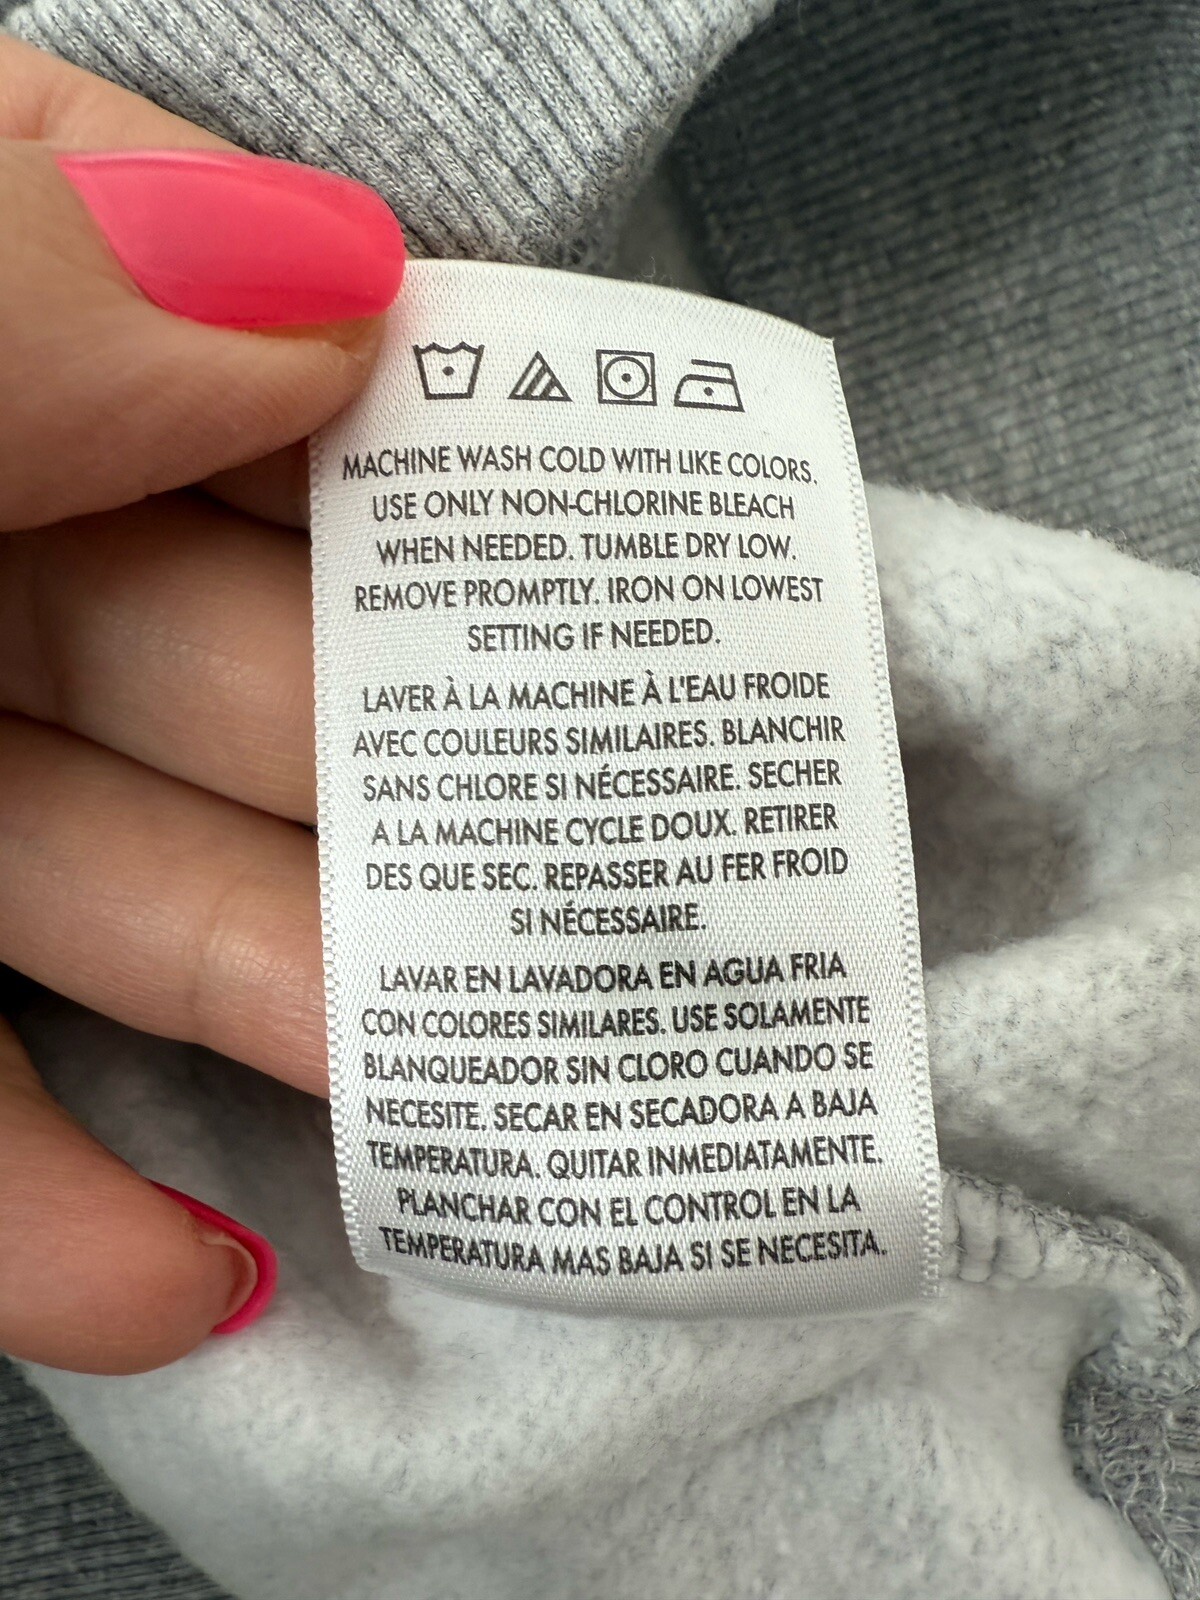 MACHINE WASH COLD WITH LIKE COLORS.
USE ONLY NON-CHLORINE BLEACH
WHEN NEEDED. TUMBLE DRY LOW.
REMOVE PROMPTLY. IRON ON LOWEST
SETTING IF NEEDED.
LAVER À LA MACHINE À L'EAU FROIDE
AVEC COULEURS SIMILAIRES. BLANCHIR
SANS CHLORE SI NÉCESSAIRE. SECHER
A LA MACHINE CYCLE DOUX. RETIRER
DES QUE SEC. REPASSER AU FER FROID
SI NÉCESSAIRE.
LAVAR EN LAVADORA EN AGUA FRIA
CON COLORES SIMILARES. USE SOLAMENTE
BLANQUEADOR SIN CLORO CUANDO SE
NECESITE. SECAR EN SECADORA A BAJA
TEMPERATURA. QUITAR INMEDIATAMENTE.
PLANCHAR CON EL CONTROL EN LA
TEMPERATURA MAS BAJA SI SE NECESITA.